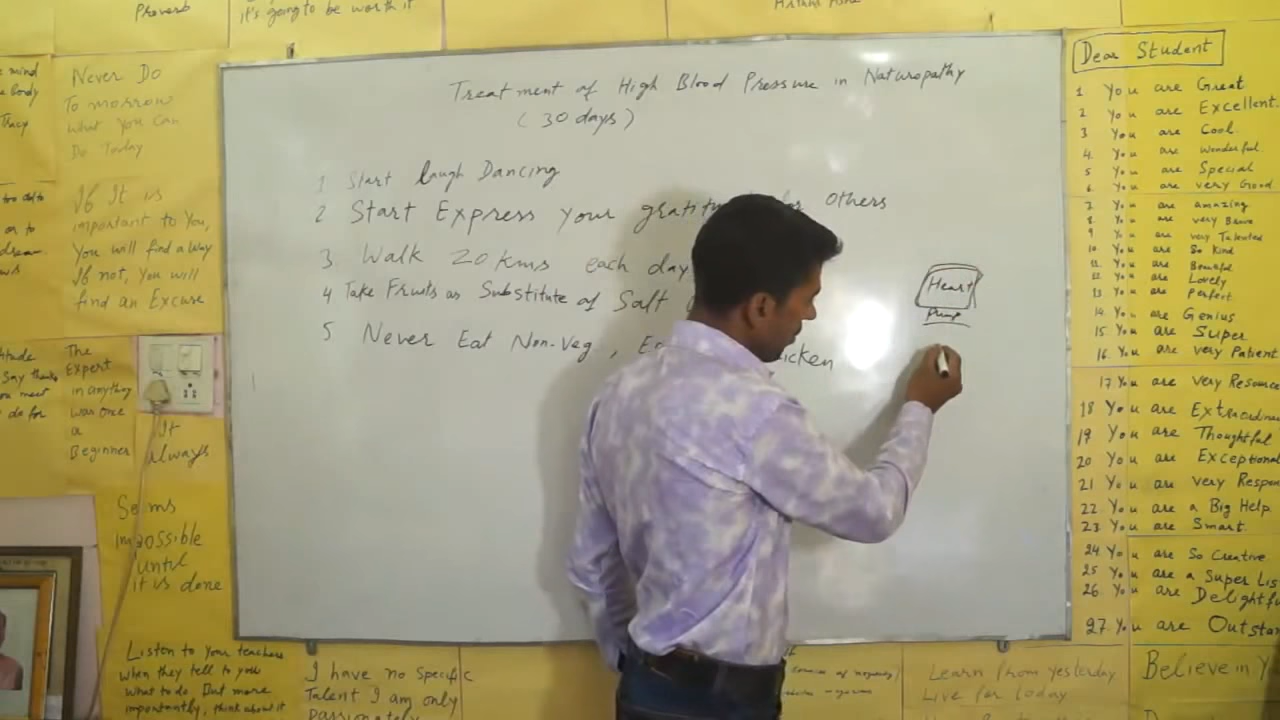 Proverb
it's going to be worth it
mind
body
Tracy
Never Do
Tomorrow
What You Can
Do Today
or to
dream
If It is
important to You,
You will find a Way
If not, You will
find an Excuse
Say thanks
do for
The
Expert
in anything
was once
a
Beginner
It
always
Seems
impossible
until
it is done
Listen to your teachers
when they tell to you
what to do. But more
importantly, think about it
I have no Specific
Talent I am only
Passionately
Treatment of High Blood Pressure in Naturopathy
(30 days)
1 Start Laugh Dancing
2 Start Express Your for others
3. Walk 20 kms each day
4 Take Fruits as Substitute of Salt
5 Never Eat Non-Veg,
Heart
Pump
Dear Student
1 You are Great
2 You are Excellent.
3 You are Cool.
4. You are Wonderful.
5 You are Special
6. You are very Good.
7. You are amazing
8 You are very Brave
9 You are very Talented
10 You are So Kind
11. You are Beautiful
12. You are Lovely
13 You are Perfect.
14. You are Genius
15. You are Super
16. You are very Patient
17 You are very
18 You are
19 You are Thoughtful
20 You are
21 You are very
22. You are a Big Help.
23 You are Smart.
24 You are So Creative
25 You are a Super
26. You are
27. You are
Learn from yesterday
Live for Today
Believe in